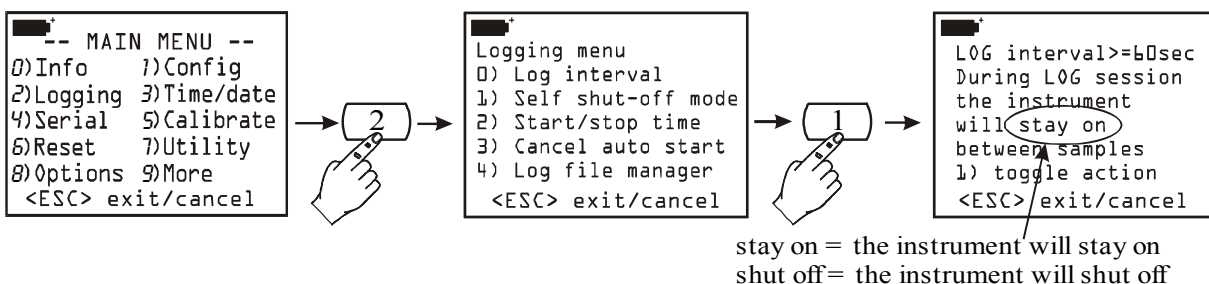 -- MAIN MENU --
0)Info 1)Config
2)Logging 3)Time/date
4)Serial 5)Calibrate
6)Reset 7)Utility
8)Options 9)More
<ESC> exit/cancel
2
Logging menu
0) Log interval
1) Self shut-off mode
2) Start/stop time
3) Cancel auto start
4) Log file manager
<ESC> exit/cancel
1
LOG interval>=60sec
During LOG session
the instrument
will stay on
between samples
1) toggle action
<ESC> exit/cancel
stay on = the instrument will stay on
shut off = the instrument will shut off